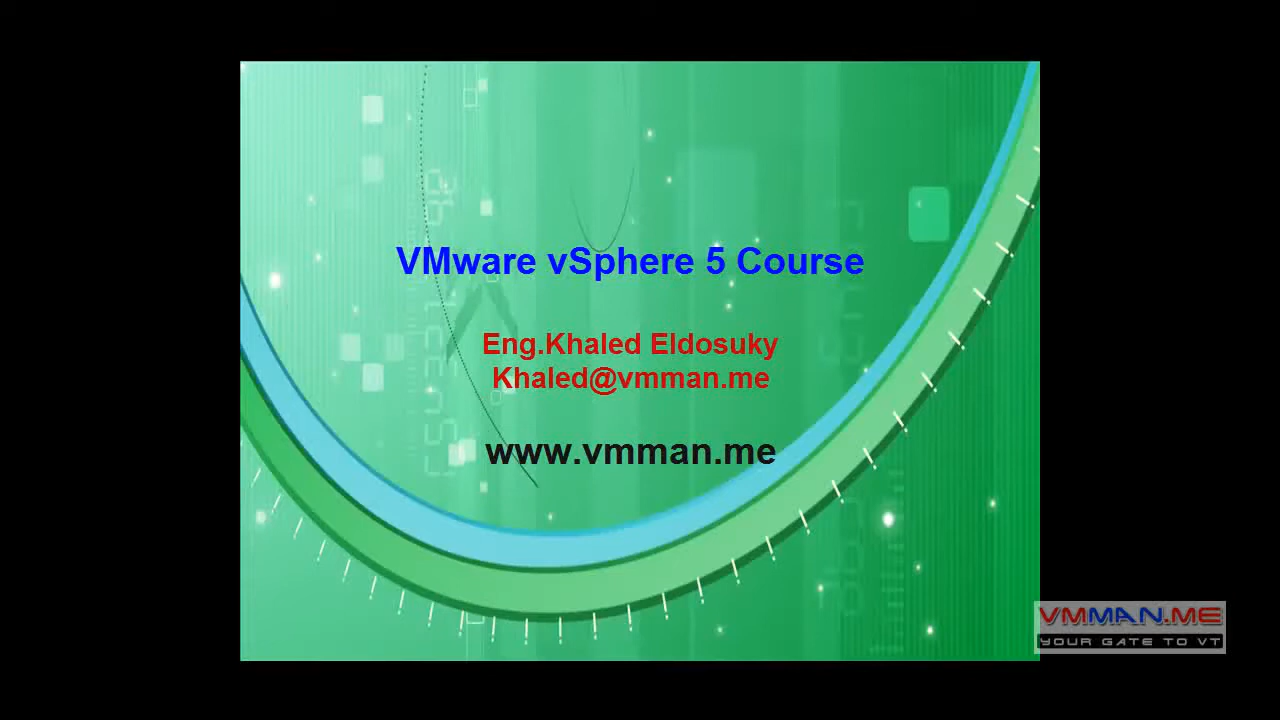 VMware vSphere 5 Course
Eng.Khaled Eldosuky
Khaled@vmman.me
www.vmman.me
VMMAN.ME
YOUR GATE TO VT